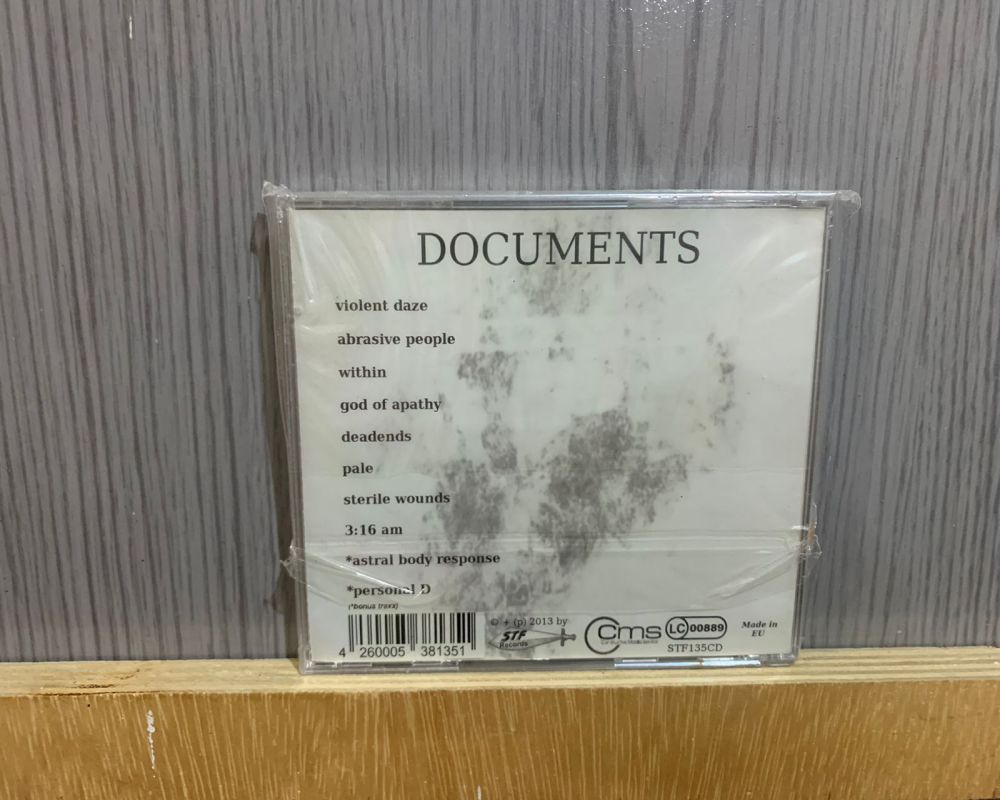 DOCUMENTS
violent daze
abrasive people
within
god of apathy
deadends
pale
sterile wounds
3:16 am
*astral body response
*personal D
(*bonus traxx)
4 260005 381351
© + (p) 2013 by
STF
Records
cms
LC 00889
STF135CD
Made in
EU